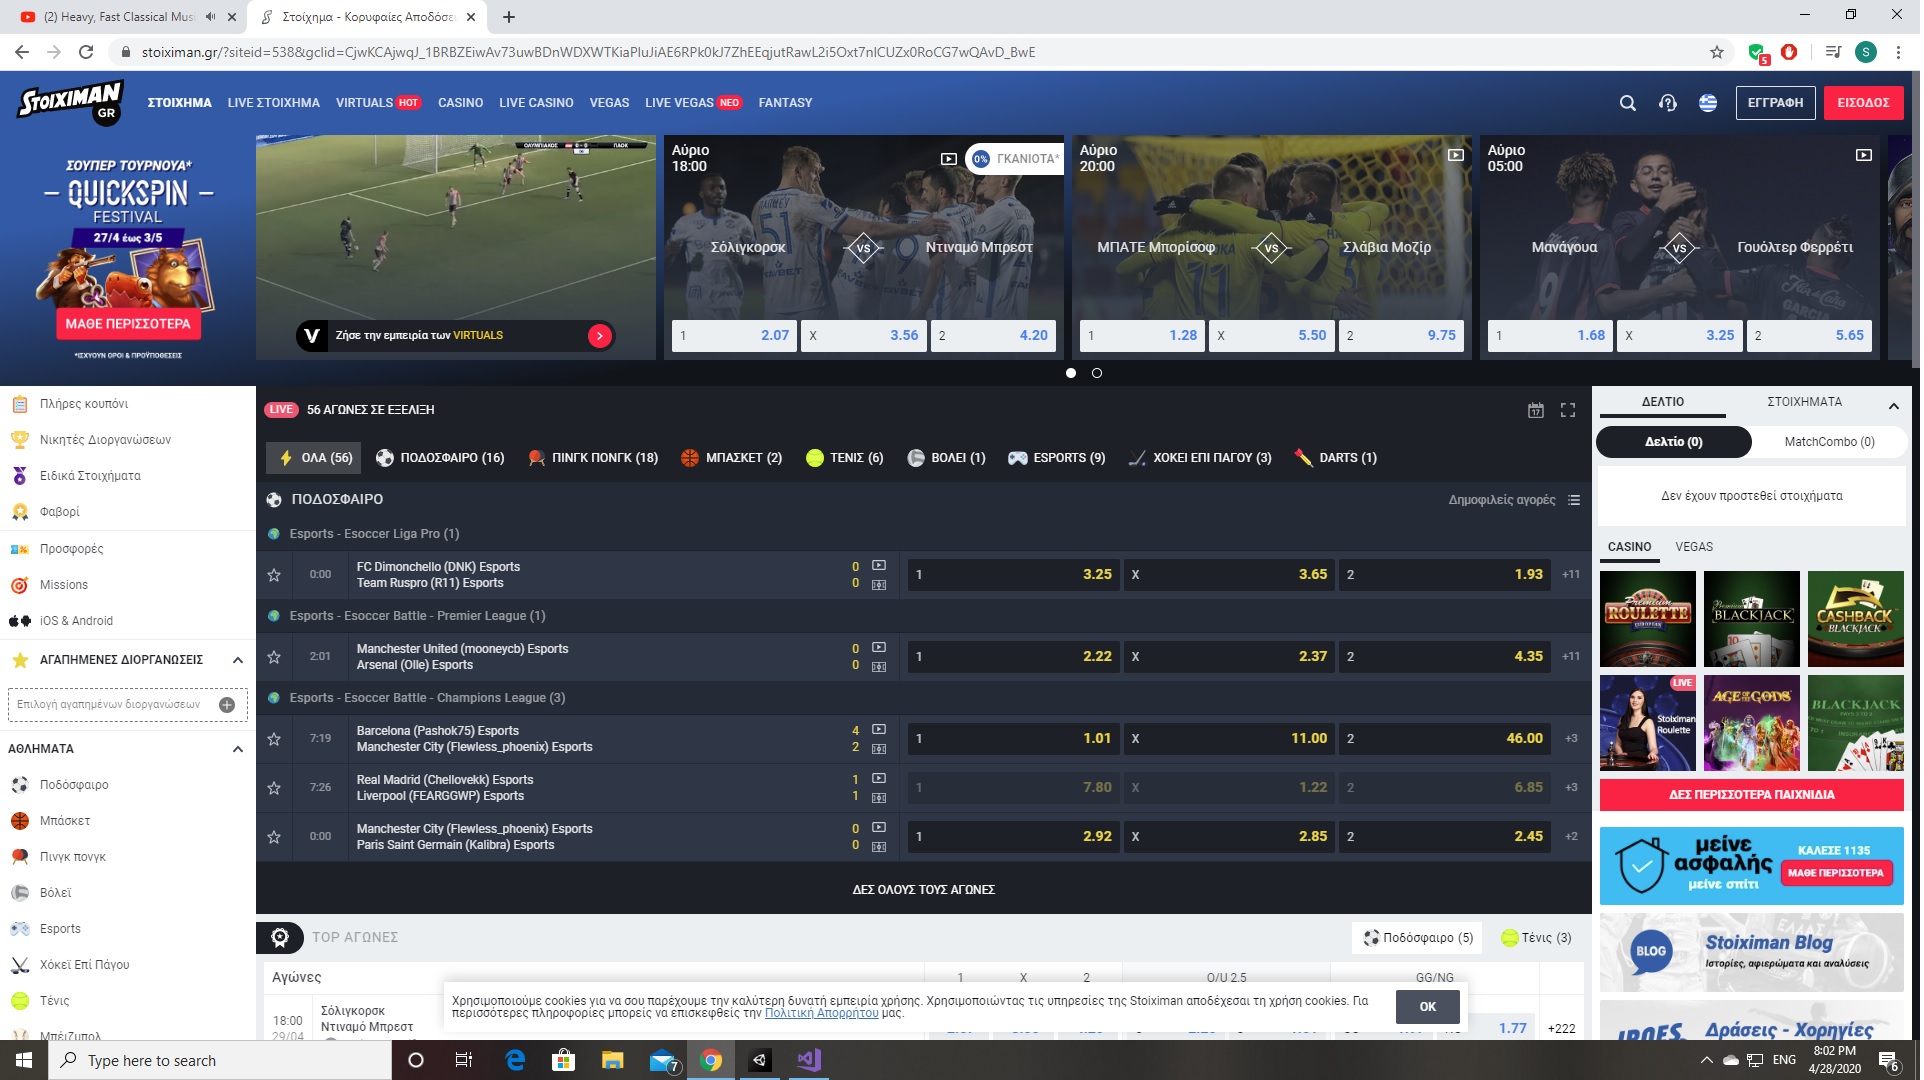 (2) Heavy, Fast Classical Musi
Στοίχημα - Κορυφαίες Αποδόσει
stoiximan.gr/?siteid=538&gclid=CjwKCAjwqJ_1BRBZEiwAv73uwBDnWDXWTKiaPIuJiAE6RPk0kJ7ZhEEqjutRawL2i5Oxt7nlCUZx0RoCG7wQAvD_BwE
5
S
STOIXIMAN GR
ΣΤΟΙΧΗΜΑ LIVE ΣΤΟΙΧΗΜΑ VIRTUALS HOT CASINO LIVE CASINO VEGAS LIVE VEGAS ΝΕΟ FANTASY
ΕΓΓΡΑΦΗ ΕΙΣΟΔΟΣ
ΣΟΥΠΕΡ ΤΟΥΡΝΟΥΑ*
QUICKSPIN
FESTIVAL
27/4 έως 3/5
ΜΑΘΕ ΠΕΡΙΣΣΟΤΕΡΑ
*ΙΣΧΥΟΥΝ ΟΡΟΙ & ΠΡΟΫΠΟΘΕΣΕΙΣ
ΟΛΥΜΠΙΑΚΟΣ 0 - 0 ΠΑΟΚ
V Ζήσε την εμπειρία των VIRTUALS
Αύριο
18:00
0% ΓΚΑΝΙΟΤΑ*
Σόλιγκορσκ VS Ντιναμό Μπρεστ
1 2.07 X 3.56 2 4.20
Αύριο
20:00
ΜΠΑΤΕ Μπορίσοφ VS Σλάβια Μοζίρ
1 1.28 X 5.50 2 9.75
Αύριο
05:00
Μανάγουα VS Γουόλτερ Φερρέτι
1 1.68 X 3.25 2 5.65
Πλήρες κουπόνι
Νικητές Διοργανώσεων
Ειδικά Στοιχήματα
Φαβορί
Προσφορές
Missions
iOS & Android
ΑΓΑΠΗΜΕΝΕΣ ΔΙΟΡΓΑΝΩΣΕΙΣ
Επιλογή αγαπημένων διοργανώσεων
ΑΘΛΗΜΑΤΑ
Ποδόσφαιρο
Μπάσκετ
Πινγκ πονγκ
Βόλεϊ
Esports
Χόκεϊ Επί Πάγου
Τένις
Μπέιζμπολ
LIVE 56 ΑΓΩΝΕΣ ΣΕ ΕΞΕΛΙΞΗ
17
ΟΛΑ (56) ΠΟΔΟΣΦΑΙΡΟ (16) ΠΙΝΓΚ ΠΟΝΓΚ (18) ΜΠΑΣΚΕΤ (2) ΤΕΝΙΣ (6) ΒΟΛΕΙ (1) ESPORTS (9) ΧΟΚΕΙ ΕΠΙ ΠΑΓΟΥ (3) DARTS (1)
ΠΟΔΟΣΦΑΙΡΟ Δημοφιλείς αγορές
Esports - Esoccer Liga Pro (1)
0:00 FC Dimonchello (DNK) Esports 0
Team Ruspro (R11) Esports 0
1 3.25 X 3.65 2 1.93 +11
Esports - Esoccer Battle - Premier League (1)
2:01 Manchester United (mooneycb) Esports 0
Arsenal (Olle) Esports 0
1 2.22 X 2.37 2 4.35 +11
Esports - Esoccer Battle - Champions League (3)
7:19 Barcelona (Pashok75) Esports 4
Manchester City (Flewless_phoenix) Esports 2
1 1.01 X 11.00 2 46.00 +3
7:26 Real Madrid (Chellovekk) Esports 1
Liverpool (FEARGGWP) Esports 1
1 7.80 X 1.22 2 6.85 +3
0:00 Manchester City (Flewless_phoenix) Esports 0
Paris Saint Germain (Kalibra) Esports 0
1 2.92 X 2.85 2 2.45 +2
ΔΕΣ ΟΛΟΥΣ ΤΟΥΣ ΑΓΩΝΕΣ
TOP ΑΓΩΝΕΣ Ποδόσφαιρο (5) Τένις (3)
Αγώνες 1 X 2 O/U 2.5 GG/NG
18:00 Σόλιγκορσκ
29/04 Ντιναμό Μπρεστ
1.77 +222
Χρησιμοποιούμε cookies για να σου παρέχουμε την καλύτερη δυνατή εμπειρία χρήσης. Χρησιμοποιώντας τις υπηρεσίες της Stoiximan αποδέχεσαι τη χρήση cookies. Για
περισσότερες πληροφορίες μπορείς να επισκεφθείς την Πολιτική Απορρήτου μας.
OK
ΔΕΛΤΙΟ ΣΤΟΙΧΗΜΑΤΑ
Δελτίο (0) MatchCombo (0)
Δεν έχουν προστεθεί στοιχήματα
CASINO VEGAS
Premium ROULETTE EUROPEAN
Premium BLACKJACK
CASHBACK BLACKJACK
LIVE Stoiximan Roulette
AGE OF THE GODS
BLACKJACK
ΔΕΣ ΠΕΡΙΣΣΟΤΕΡΑ ΠΑΙΧΝΙΔΙΑ
μείνε
ασφαλής
μείνε σπίτι
ΚΑΛΕΣΕ 1135
ΜΑΘΕ ΠΕΡΙΣΣΟΤΕΡΑ
BLOG Stoiximan Blog
Ιστορίες, αφιερώματα και αναλύσεις
Δράσεις - Χορηγίες
Type here to search
7
ENG
8:02 PM
4/28/2020
6